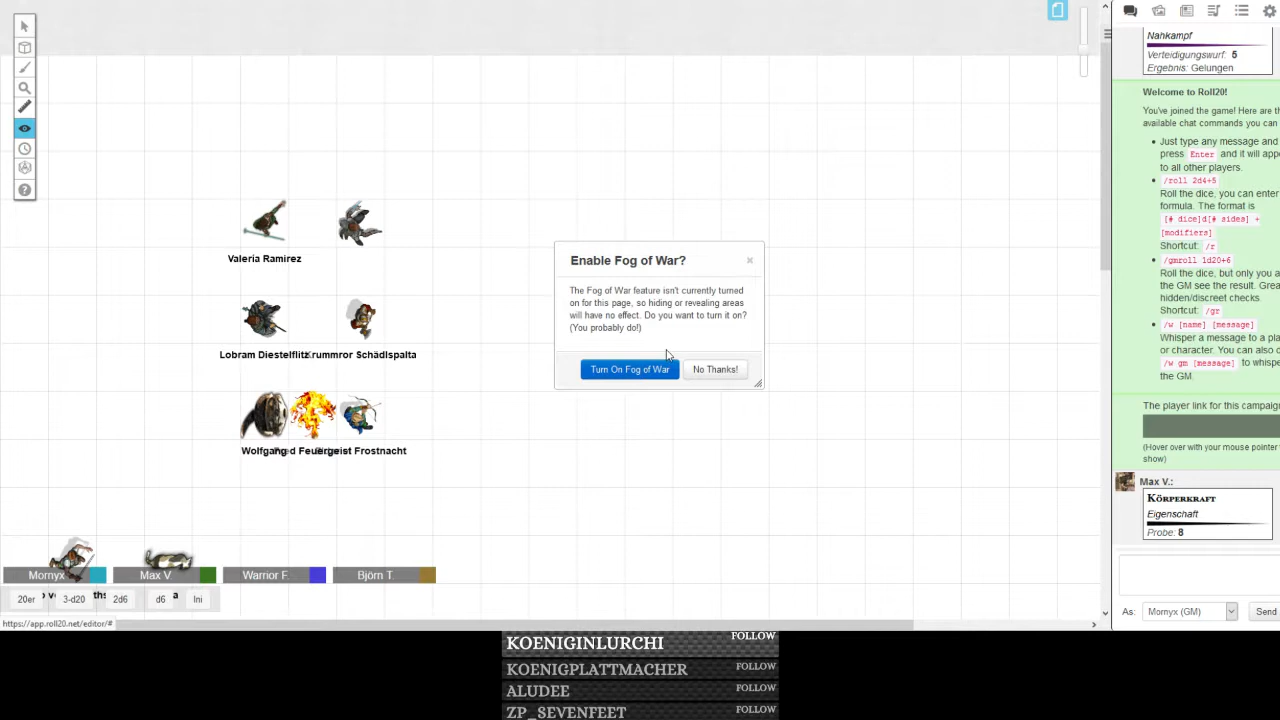 Nahkampf
Verteidigungswurf: 5
Ergebnis: Gelungen
Welcome to Roll20!
You've joined the game! Here are th
available chat commands you can
Just type any message and
press Enter and it will appe
to all other players.
/roll 2d4+5
Roll the dice, you can enter
formula. The format is
[# dice]d[# sides] +
[modifiers]
Shortcut: /r
/gmroll 1d20+6
Roll the dice, but only you a
the GM see the result. Grea
hidden/discreet checks.
Shortcut: /gr
/w [name] [message]
Whisper a message to a pla
or character. You can also d
/w gm [message] to whispe
the GM.
The player link for this campaign
(Hover over with your mouse pointer
show)
Max V.:
KÖRPERKRAFT
Eigenschaft
Probe: 8
As: Mornyx (GM) Send
Valeria Ramirez
Lobram Diestelflitz
Krummror Schädlspalta
Wolfgang
d Feuergeist Frostnacht
Enable Fog of War? ×
The Fog of War feature isn't currently turned
on for this page, so hiding or revealing areas
will have no effect. Do you want to turn it on?
(You probably do!)
Turn On Fog of War No Thanks!
Mornyx Max V. Warrior F. Björn T.
20er 3-d20 2d6 d6 Ini
https://app.roll20.net/editor/#
KOENIGINLURCHI FOLLOW
KOENIGPLATTMACHER FOLLOW
ALUDEE FOLLOW
ZP_SEVENFEET FOLLOW